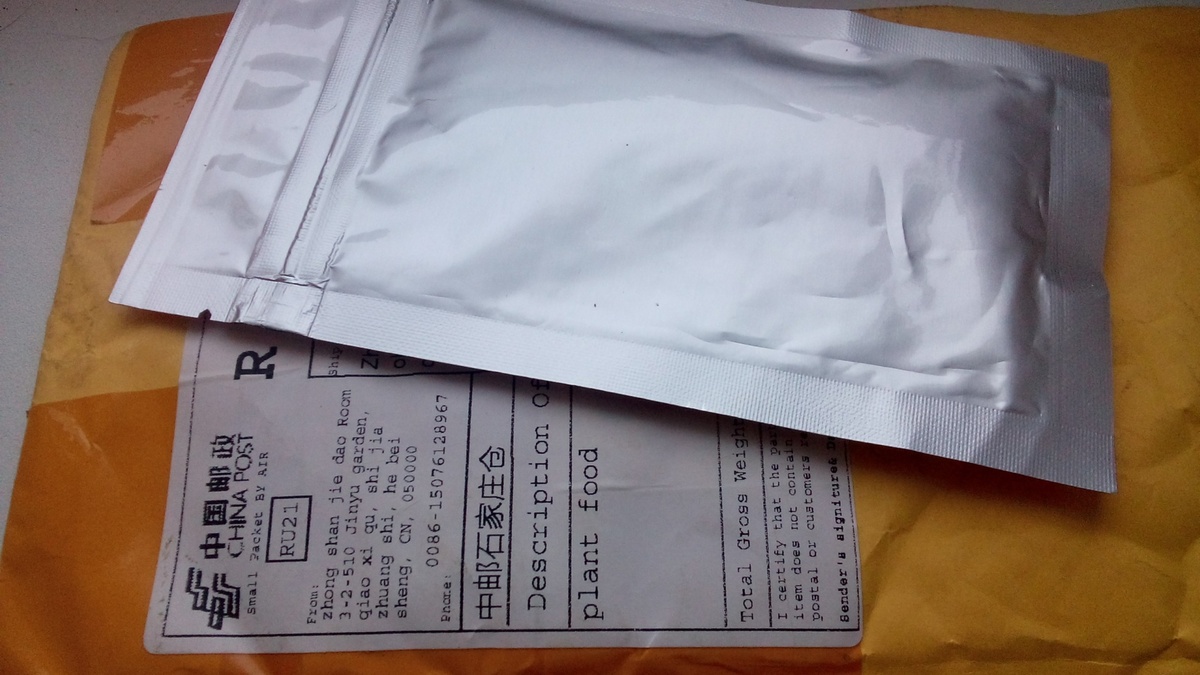 中国邮政
CHINA POST
Small Packet BY AIR
R
RU21
From:
zhong shan jie dao Room
3-2-510 Jinyu garden,
qiao xi qu, shi jia
zhuang shi, he bei
sheng, CN, 050000
Phone: 0086-15076128967
Ship
中邮石家庄仓
Description of
plant food
Total Gross Weigh
I certify that the
item does not contain
postal or customers
Sender's signiture&